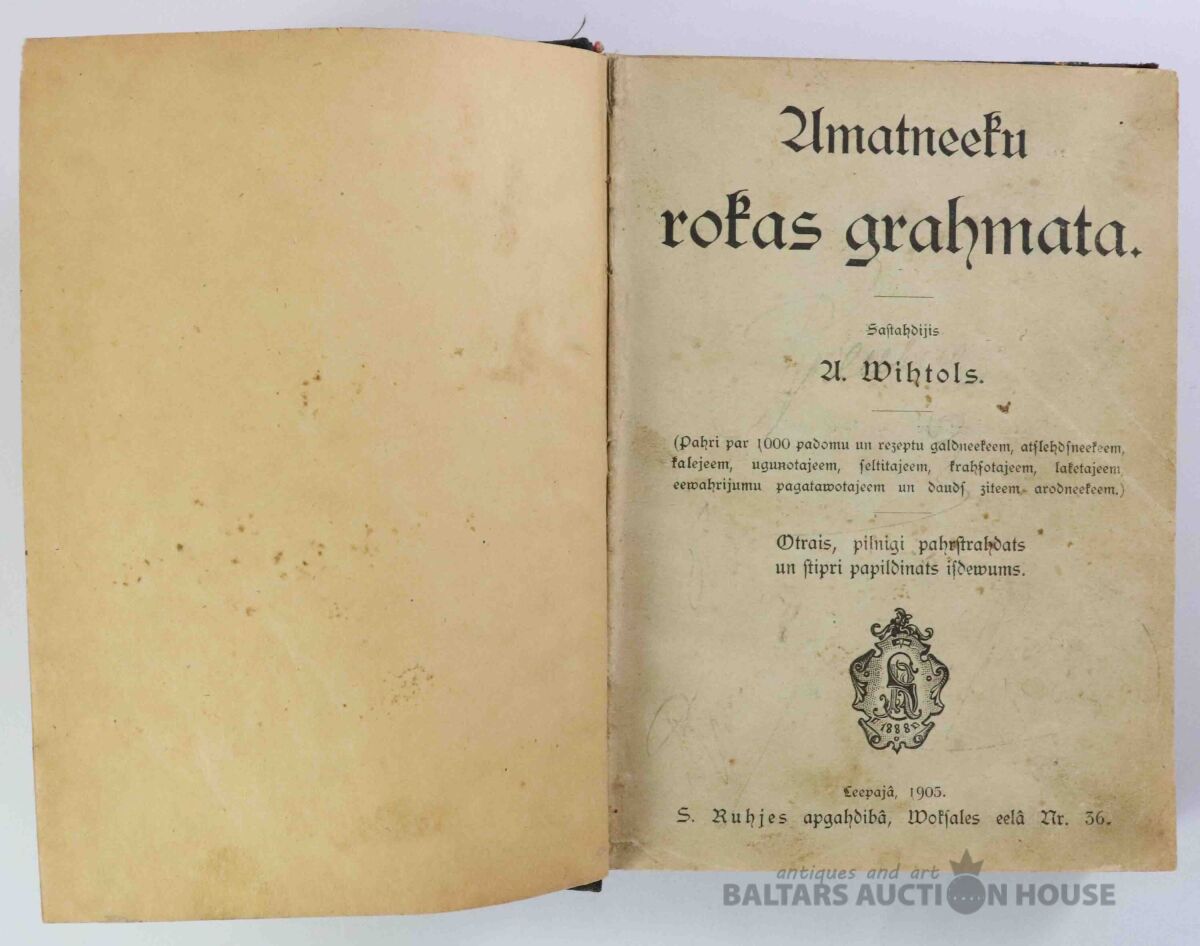 Amatneeku
rokas grahmata.
Sastahdijis
A. Wihtols.
(Pahri par 1000 padomu un rezeptu galdneekeem, atslehdsneekeem,
kalejeem, ugunotajeem, seltitajeem, krahsotajeem, laketajeem,
eewahrijumu pagatawotajeem un dauds ziteem arodneekeem.)
Otrais, pilnigi pahrstrahdats
un stipri papildinats isdewums.
1888
Leepajâ, 1905.
S. Ruhjes apgahdibâ, Woksales eelâ Nr. 36.
antiques and art
BALTARS AUCTION HOUSE